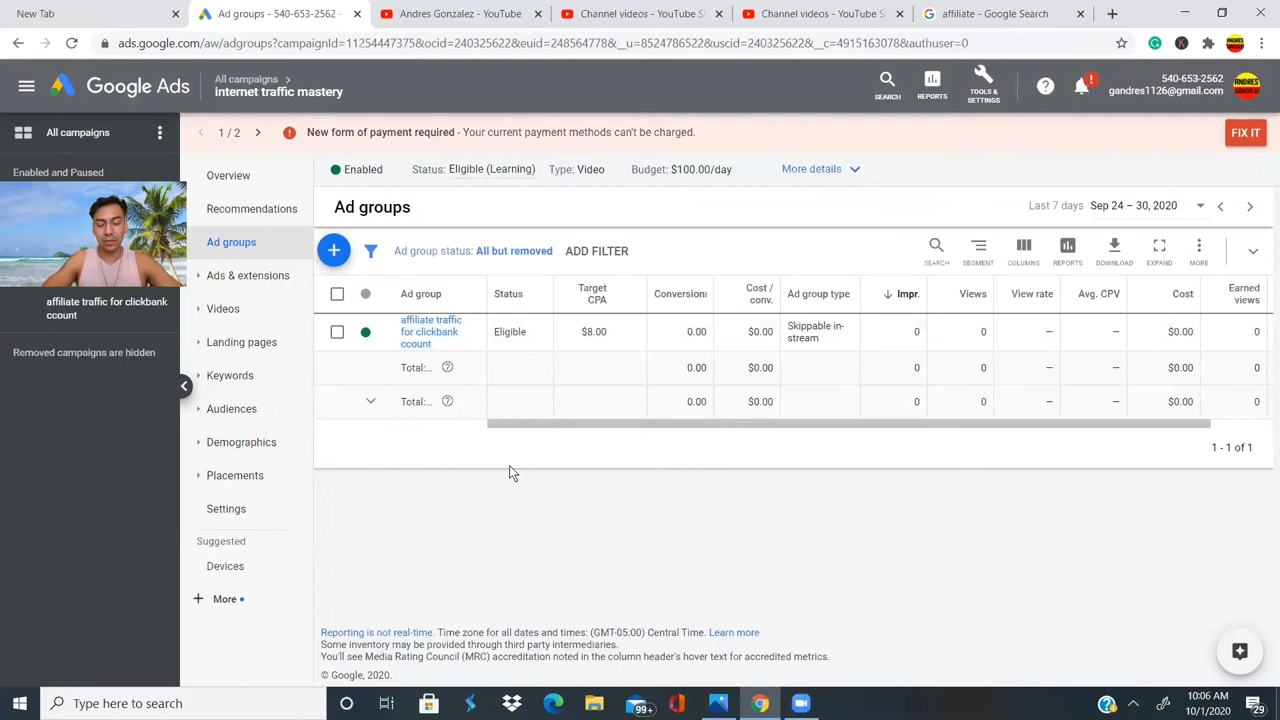 New Tab
Ad groups - 540-653-2562 -
Andres Gonzalez - YouTube
Channel videos - YouTube S
Channel videos - YouTube S
affiliate - Google Search
ads.google.com/aw/adgroups?campaignId=11254447375&ocid=240325622&euid=248564778&__u=8524786522&uscid=240325622&__c=4915163078&authuser=0
Google Ads
All campaigns
internet traffic mastery
SEARCH
REPORTS
TOOLS &
SETTINGS
540-653-2562
gandres1126@gmail.com
All campaigns
1 / 2
New form of payment required - Your current payment methods can't be charged.
FIX IT
Enabled and Paused
affiliate traffic for clickbank
ccount
Removed campaigns are hidden
Overview
Recommendations
Ad groups
Ads & extensions
Videos
Landing pages
Keywords
Audiences
Demographics
Placements
Settings
Suggested
Devices
More
Enabled
Status: Eligible (Learning)
Type: Video
Budget: $100.00/day
More details
Ad groups
Last 7 days
Sep 24 – 30, 2020
Ad group status: All but removed
ADD FILTER
SEARCH
SEGMENT
COLUMNS
REPORTS
DOWNLOAD
EXPAND
MORE
Ad group
Status
Target
CPA
Conversions
Cost /
conv.
Ad group type
Impr.
Views
View rate
Avg. CPV
Cost
Earned
views
affiliate traffic
for clickbank
ccount
Eligible
$8.00
0.00
$0.00
Skippable in-
stream
0
0
–
–
$0.00
0
Total:...
0.00
$0.00
0
0
–
–
$0.00
0
Total:...
0.00
$0.00
0
0
–
–
$0.00
0
1 - 1 of 1
Reporting is not real-time. Time zone for all dates and times: (GMT-05:00) Central Time. Learn more
Some inventory may be provided through third party intermediaries.
You'll see Media Rating Council (MRC) accreditation noted in the column header's hover text for accredited metrics.
© Google, 2020.
Type here to search
99+
10:06 AM
10/1/2020
29